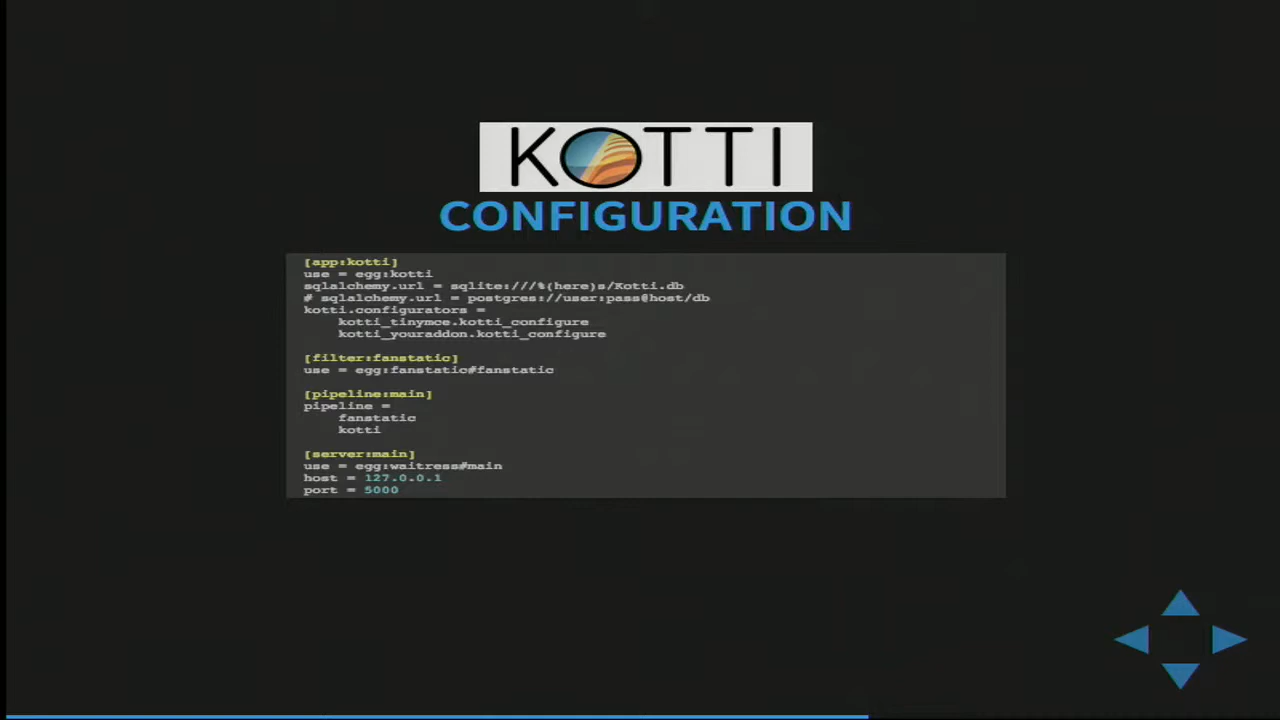 KOTTI
CONFIGURATION
[app:kotti]
use = egg:kotti
sqlalchemy.url = sqlite:///%(here)s/Kotti.db
# sqlalchemy.url = postgres://user:pass@host/db
kotti.configurators =
    kotti_tinymce.kotti_configure
    kotti_youraddon.kotti_configure
[filter:fanstatic]
use = egg:fanstatic#fanstatic
[pipeline:main]
pipeline =
    fanstatic
    kotti
[server:main]
use = egg:waitress#main
host = 127.0.0.1
port = 5000